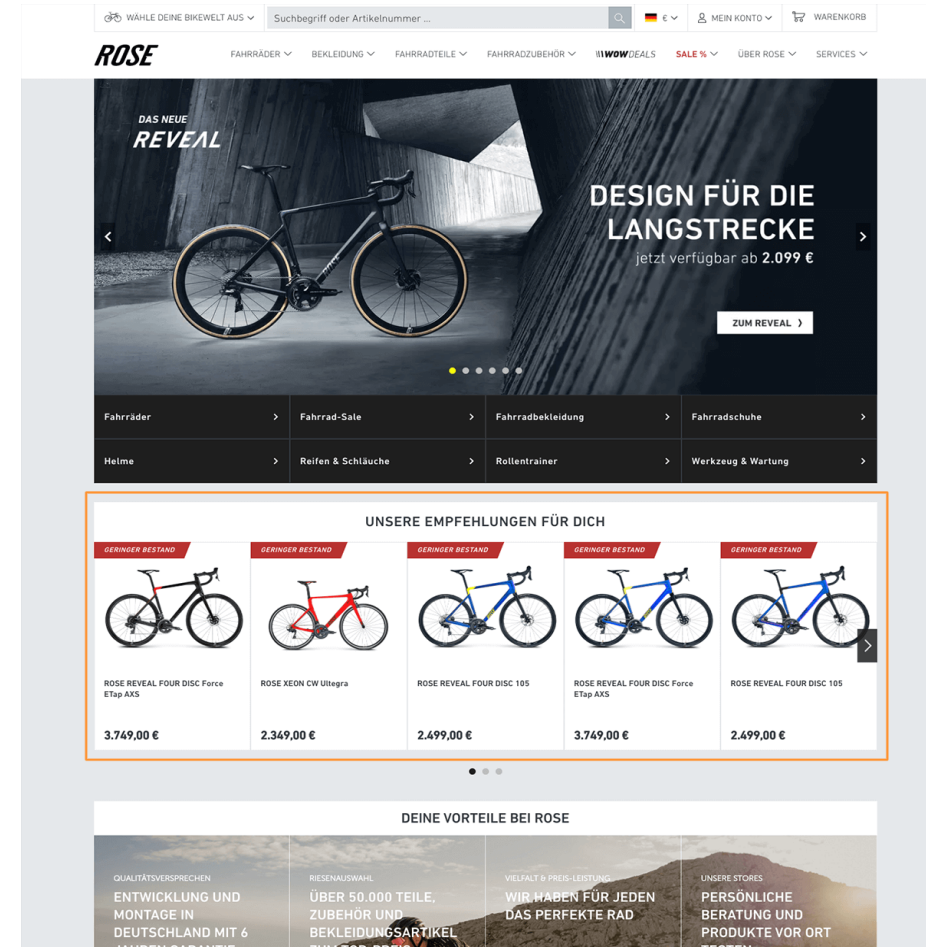 WÄHLE DEINE BIKEWELT AUS
Suchbegriff oder Artikelnummer ...
€
MEIN KONTO
WARENKORB
ROSE
FAHRRÄDER
BEKLEIDUNG
FAHRRADTEILE
FAHRRADZUBEHÖR
WOWDEALS
SALE %
ÜBER ROSE
SERVICES
DAS NEUE
REVEAL
DESIGN FÜR DIE
LANGSTRECKE
jetzt verfügbar ab 2.099 €
ZUM REVEAL
Fahrräder
Fahrrad-Sale
Fahrradbekleidung
Fahrradschuhe
Helme
Reifen & Schläuche
Rollentrainer
Werkzeug & Wartung
UNSERE EMPFEHLUNGEN FÜR DICH
GERINGER BESTAND
GERINGER BESTAND
GERINGER BESTAND
GERINGER BESTAND
GERINGER BESTAND
ROSE REVEAL FOUR DISC Force
ETap AXS
3.749,00 €
ROSE XEON CW Ultegra
2.349,00 €
ROSE REVEAL FOUR DISC 105
2.499,00 €
ROSE REVEAL FOUR DISC Force
ETap AXS
3.749,00 €
ROSE REVEAL FOUR DISC 105
2.499,00 €
DEINE VORTEILE BEI ROSE
QUALITÄTSVERSPRECHEN
ENTWICKLUNG UND
MONTAGE IN
DEUTSCHLAND MIT 6
RIESENAUSWAHL
ÜBER 50.000 TEILE,
ZUBEHÖR UND
BEKLEIDUNGSARTIKEL
VIELFALT & PREIS-LEISTUNG
WIR HABEN FÜR JEDEN
DAS PERFEKTE RAD
UNSERE STORES
PERSÖNLICHE
BERATUNG UND
PRODUKTE VOR ORT